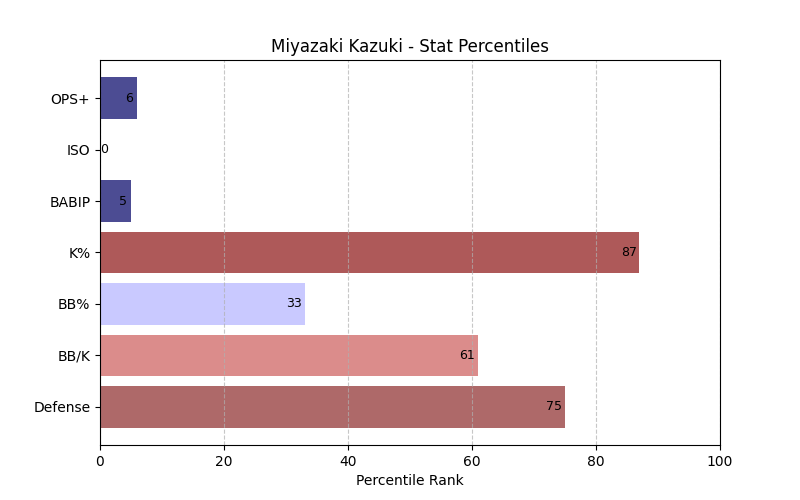 Miyazaki Kazuki - Stat Percentiles
OPS+ 6
ISO 0
BABIP 5
K% 87
BB% 33
BB/K 61
Defense 75
0 20 40 60 80 100
Percentile Rank